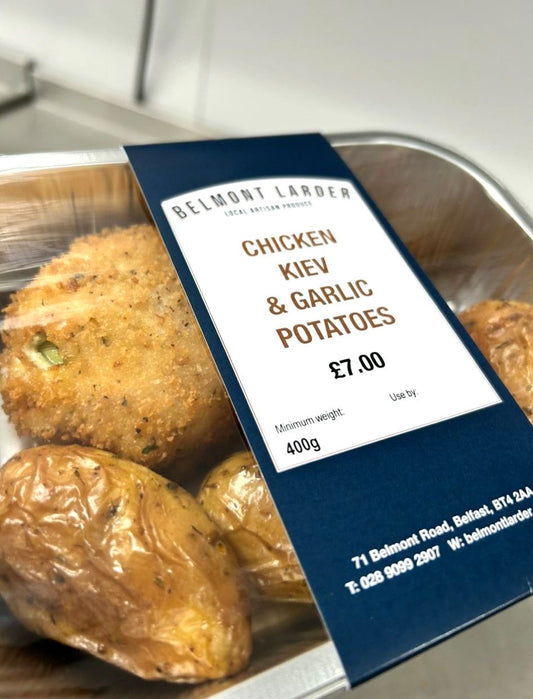 BELMONT LARDER
LOCAL ARTISAN PRODUCE
CHICKEN
KIEV
& GARLIC
POTATOES
£7.00
Minimum weight: Use by:
400g
71 Belmont Road, Belfast, BT4 2AA
T: 028 9099 2907 W: belmontlarder